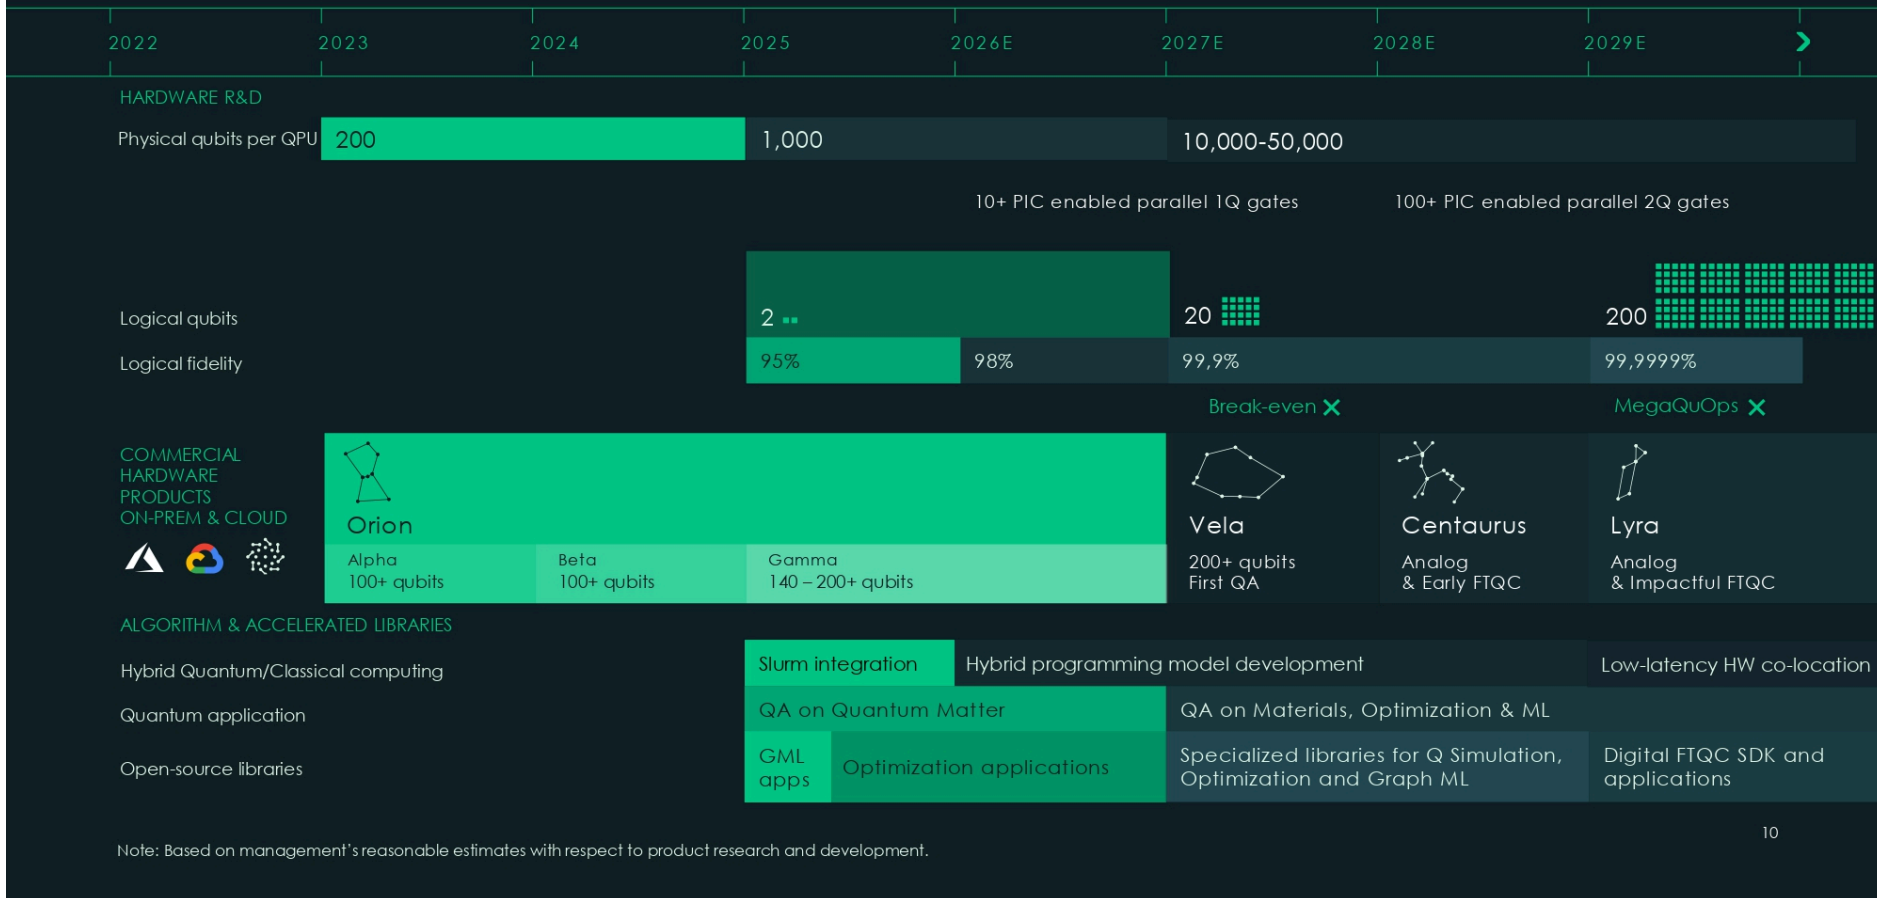 2022 2023 2024 2025 2026E 2027E 2028E 2029E
HARDWARE R&D
Physical qubits per QPU 200 1,000 10,000-50,000
10+ PIC enabled parallel 1Q gates 100+ PIC enabled parallel 2Q gates
Logical qubits 2 20 200
Logical fidelity 95% 98% 99,9% 99,9999%
Break-even MegaQuOps
COMMERCIAL
HARDWARE
PRODUCTS
ON-PREM & CLOUD
Orion Vela Centaurus Lyra
Alpha Beta Gamma
100+ qubits 100+ qubits 140 – 200+ qubits
200+ qubits Analog Analog
First QA & Early FTQC & Impactful FTQC
ALGORITHM & ACCELERATED LIBRARIES
Hybrid Quantum/Classical computing Slurm integration Hybrid programming model development Low-latency HW co-location
Quantum application QA on Quantum Matter QA on Materials, Optimization & ML
Open-source libraries
GML
apps
Optimization applications
Specialized libraries for Q Simulation,
Optimization and Graph ML
Digital FTQC SDK and
applications
10
Note: Based on management's reasonable estimates with respect to product research and development.